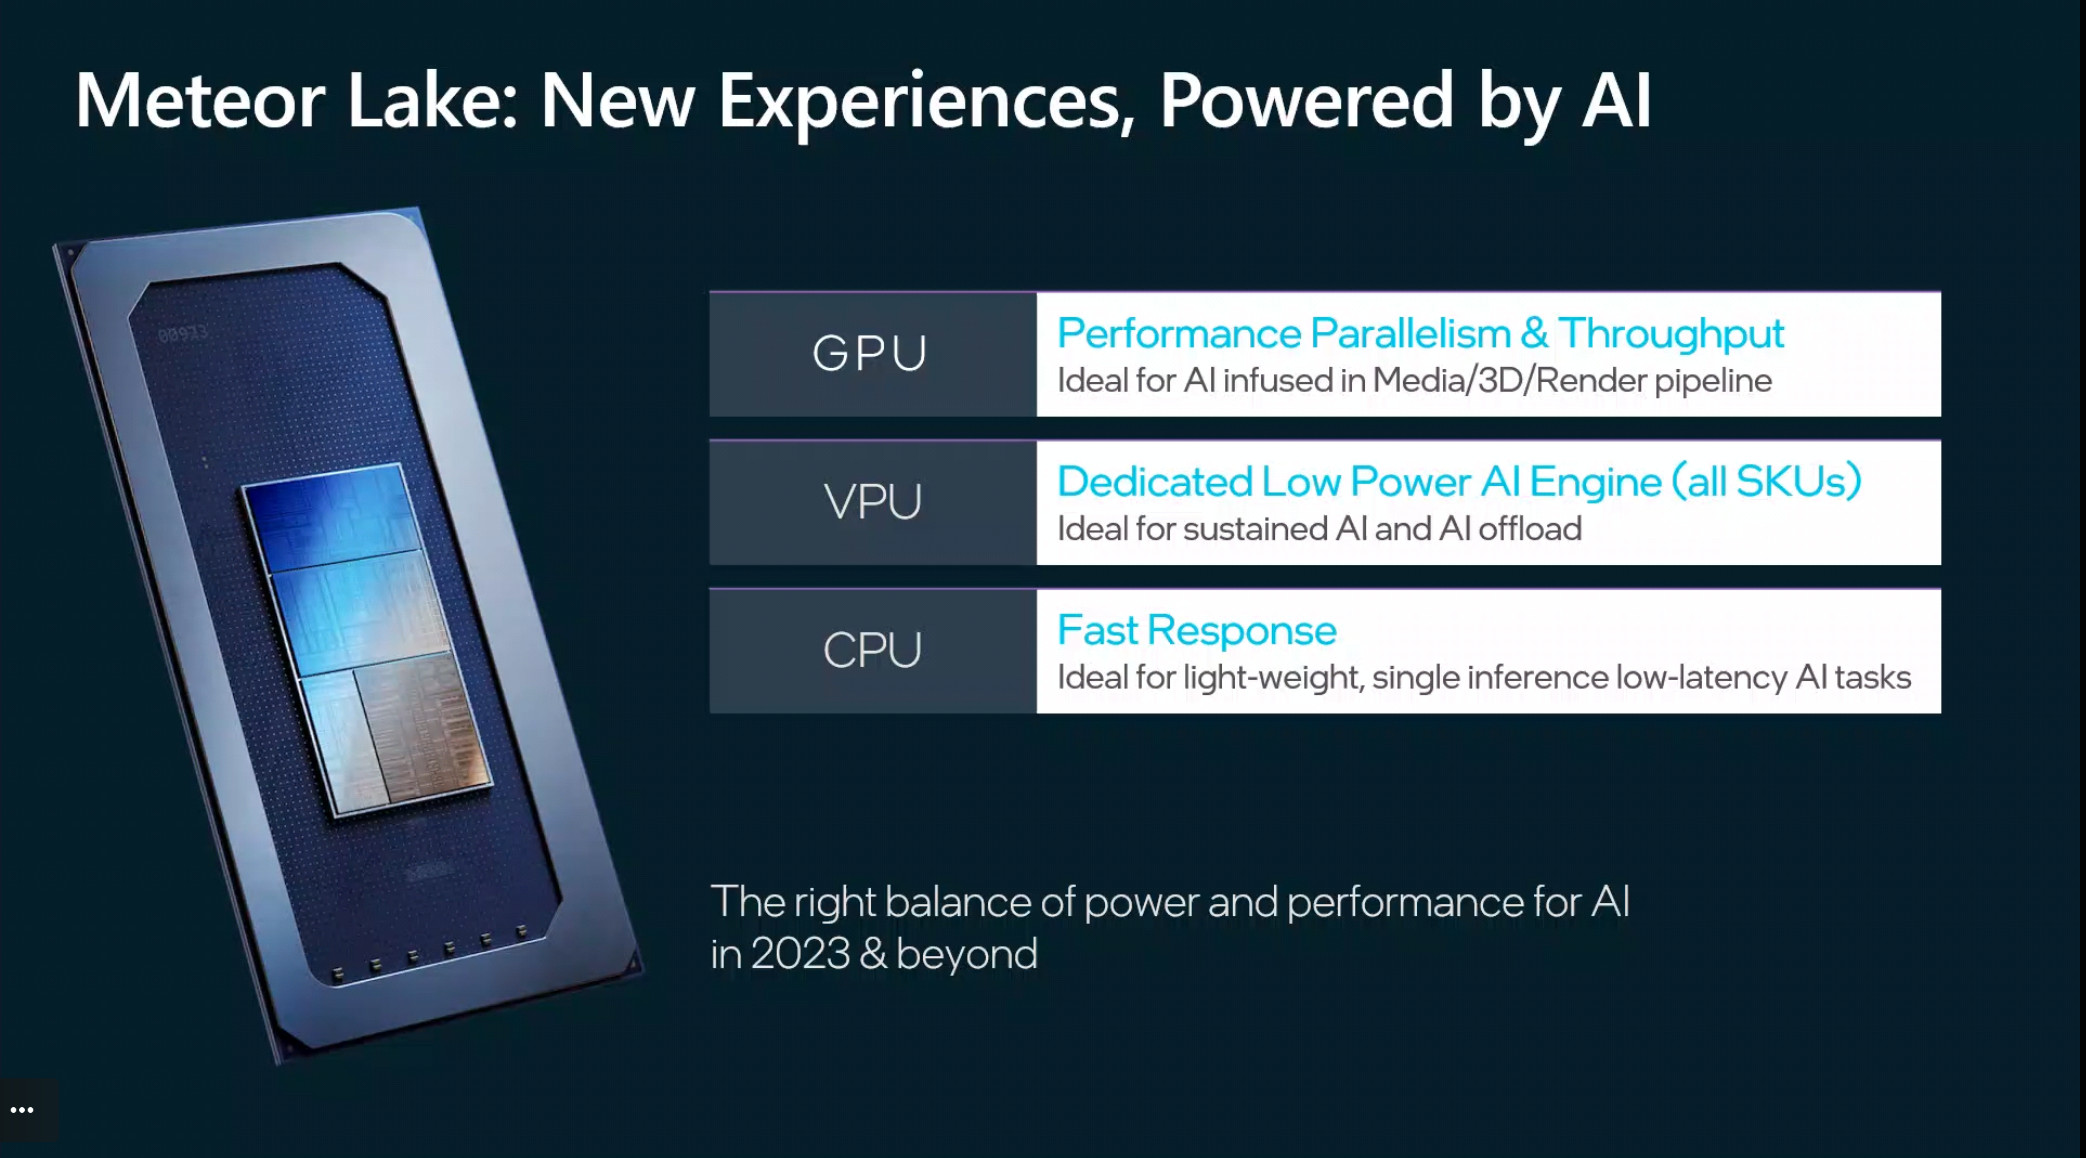 Meteor Lake: New Experiences, Powered by AI
00973
GPU
Performance Parallelism & Throughput
Ideal for AI infused in Media/3D/Render pipeline
VPU
Dedicated Low Power AI Engine (all SKUs)
Ideal for sustained AI and AI offload
CPU
Fast Response
Ideal for light-weight, single inference low-latency AI tasks
The right balance of power and performance for AI
in 2023 & beyond